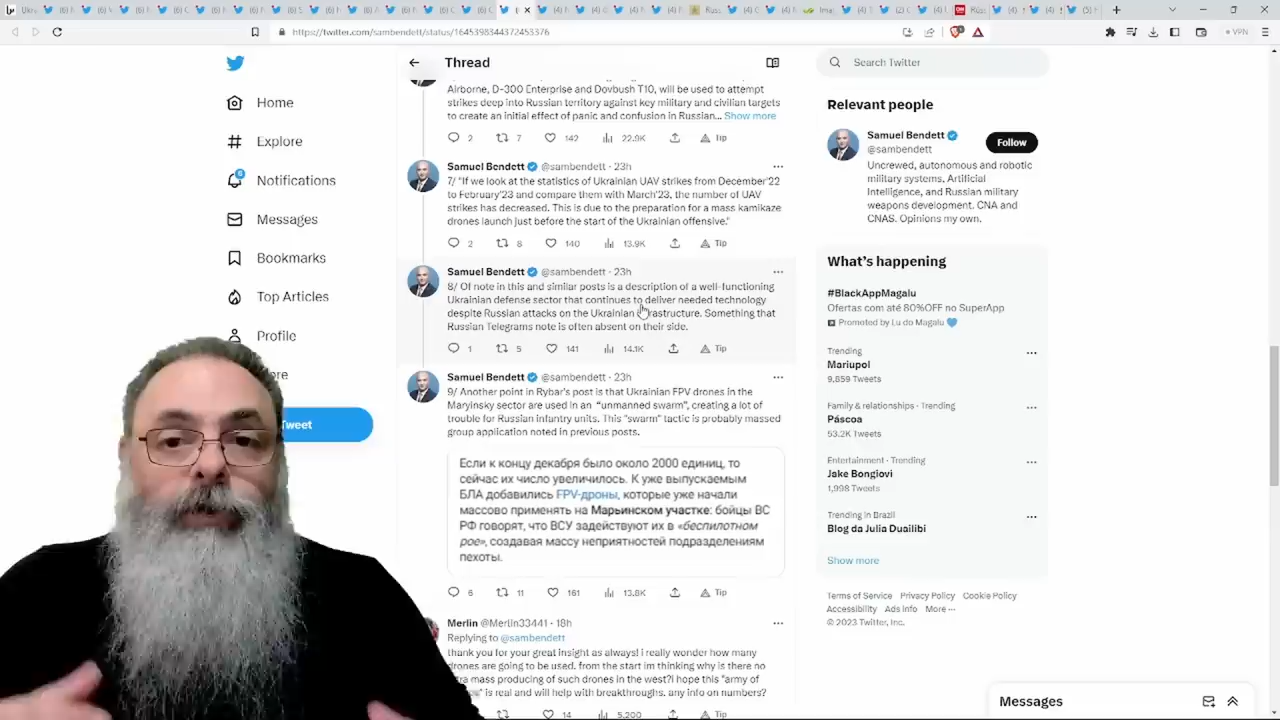 https://twitter.com/sambendett/status/1645398344372453376
VPN
Home
Explore
Notifications
Messages
Bookmarks
Top Articles
Profile
Tweet
Thread
Airborne, D-300 Enterprise and Dovbush T10, will be used to attempt
strikes deep into Russian territory against key military and civilian targets
to create an initial effect of panic and confusion in Russian... Show more
2 7 142 22.9K Tip
Samuel Bendett @sambendett · 23h
7/ "If we look at the statistics of Ukrainian UAV strikes from December'22
to February'23 and compare them with March'23, the number of UAV
strikes has decreased. This is due to the preparation for a mass kamikaze
drones launch just before the start of the Ukrainian offensive."
2 8 140 13.9K Tip
Samuel Bendett @sambendett · 23h
8/ Of note in this and similar posts is a description of a well-functioning
Ukrainian defense sector that continues to deliver needed technology
despite Russian attacks on the Ukrainian infrastructure. Something that
Russian Telegrams note is often absent on their side.
1 5 141 14.1K Tip
Samuel Bendett @sambendett · 23h
9/ Another point in Rybar's post is that Ukrainian FPV drones in the
Maryinsky sector are used in an "unmanned swarm", creating a lot of
trouble for Russian infantry units. This "swarm" tactic is probably massed
group application noted in previous posts.
Если к концу декабря было около 2000 единиц, то
сейчас их число увеличилось. К уже выпускаемым
БЛА добавились FPV-дроны, которые уже начали
массово применять на Марьинском участке: бойцы ВС
РФ говорят, что ВСУ задействуют их в «беспилотном
рое», создавая массу неприятностей подразделениям
пехоты.
6 11 161 13.8K Tip
Merlin @Merlin33441 · 18h
Replying to @sambendett
thank you for your great insight as always! i really wonder how many
drones are going to be used. from the start im thinking why is there no
mass producing of such drones in the west?i hope this "army of
is real and will help with breakthroughs. any info on numbers?
14 5,200 Tip
Search Twitter
Relevant people
Samuel Bendett
@sambendett
Follow
Uncrewed, autonomous and robotic
military systems, Artificial
Intelligence, and Russian military
weapons development. CNA and
CNAS. Opinions my own.
What's happening
#BlackAppMagalu
Ofertas com até 80%OFF no SuperApp
Promoted by Lu do Magalu
Trending
Mariupol
9,859 Tweets
Family & relationships · Trending
Páscoa
53.2K Tweets
Entertainment · Trending
Jake Bongiovi
1,998 Tweets
Trending in Brazil
Blog da Julia Duailibi
Show more
Terms of Service Privacy Policy Cookie Policy
Accessibility Ads info More ···
© 2023 Twitter, Inc.
Messages